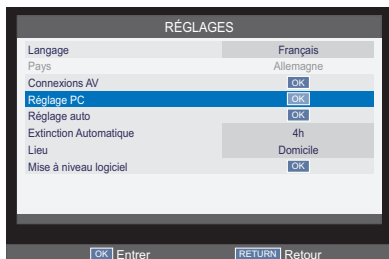 RÉGLAGES
Langage Français
Pays Allemagne
Connexions AV OK
Réglage PC OK
Réglage auto OK
Extinction Automatique 4h
Lieu Domicile
Mise à niveau logiciel OK
OK Entrer RETURN Retour